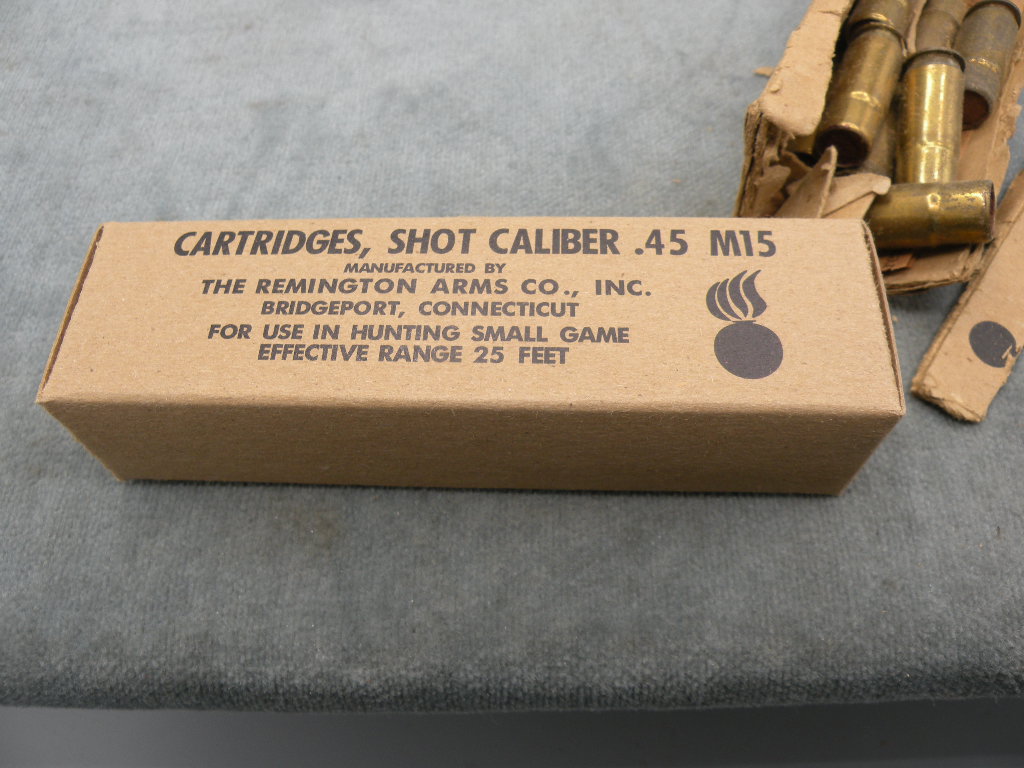 CARTRIDGES, SHOT CALIBER .45 M15
MANUFACTURED BY
THE REMINGTON ARMS CO., INC.
BRIDGEPORT, CONNECTICUT
FOR USE IN HUNTING SMALL GAME
EFFECTIVE RANGE 25 FEET